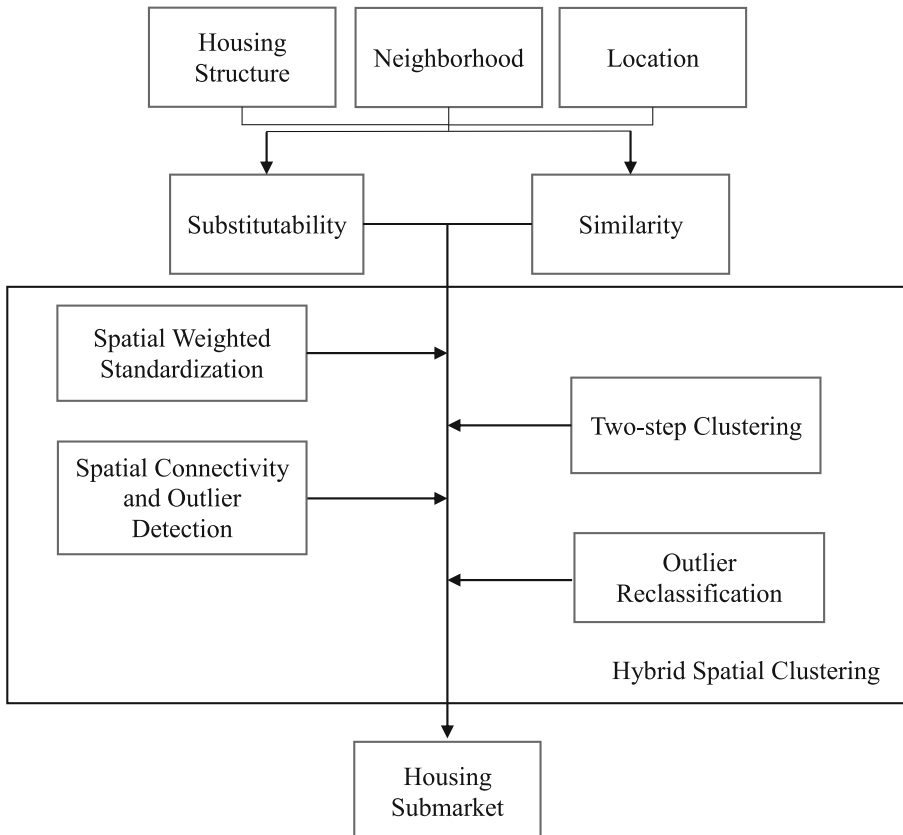 Housing
Structure
Neighborhood
Location
Substitutability
Similarity
Spatial Weighted
Standardization
Two-step Clustering
Spatial Connectivity
and Outlier
Detection
Outlier
Reclassification
Hybrid Spatial Clustering
Housing
Submarket